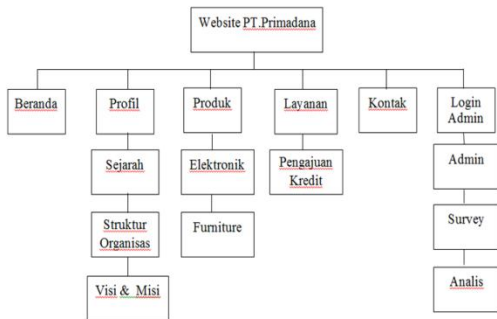 Website PT.Primadana
Beranda
Profil
Produk
Layanan
Kontak
Login
Admin
Sejarah
Elektronik
Pengajuan
Kredit
Admin
Struktur
Organisas
Furniture
Survey
Visi & Misi
Analis